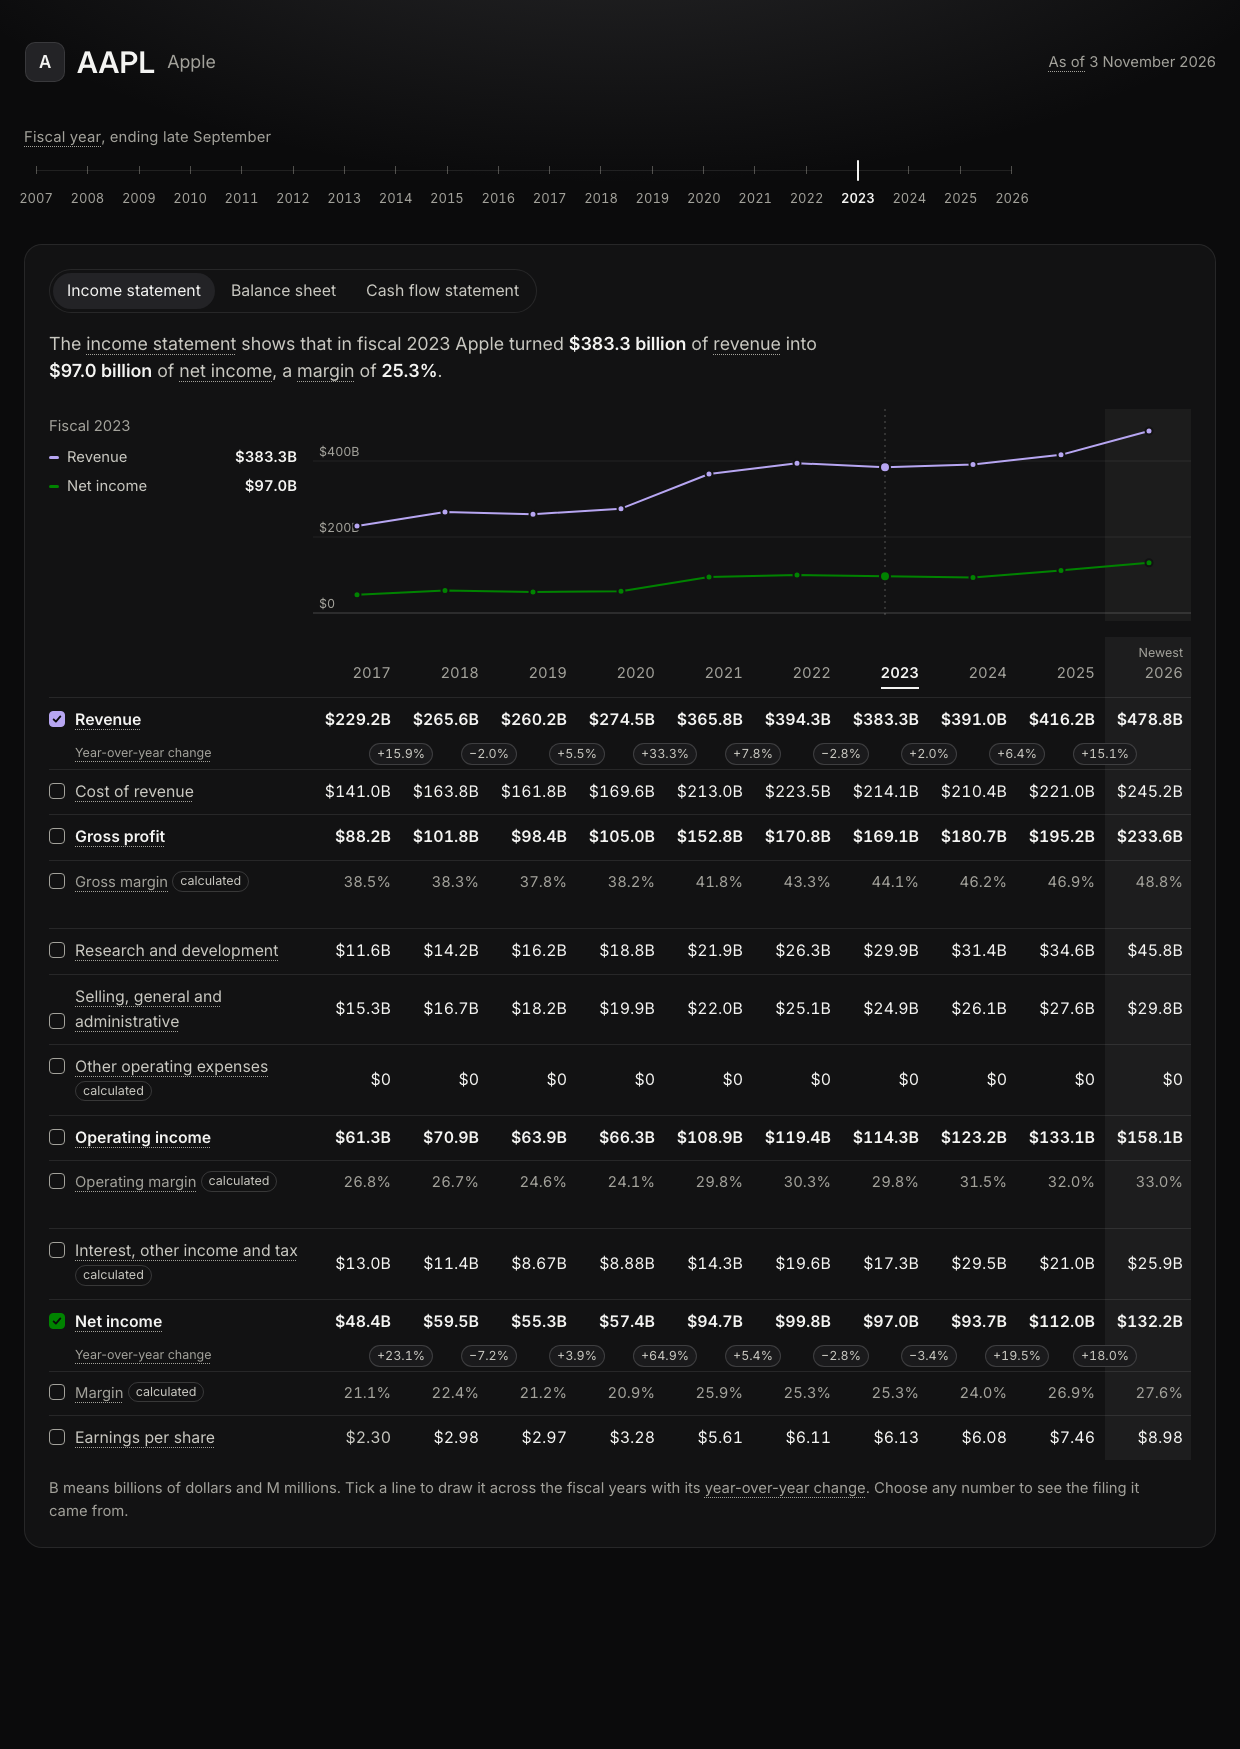 A AAPL Apple As of 3 November 2026
Fiscal year, ending late September
2007 2008 2009 2010 2011 2012 2013 2014 2015 2016 2017 2018 2019 2020 2021 2022 2023 2024 2025 2026
Income statement Balance sheet Cash flow statement
The income statement shows that in fiscal 2023 Apple turned $383.3 billion of revenue into
$97.0 billion of net income, a margin of 25.3%.
Fiscal 2023
Revenue $383.3B
Net income $97.0B
$400B
$200B
$0
Newest
2017 2018 2019 2020 2021 2022 2023 2024 2025 2026
Revenue $229.2B $265.6B $260.2B $274.5B $365.8B $394.3B $383.3B $391.0B $416.2B $478.8B
Year-over-year change +15.9% −2.0% +5.5% +33.3% +7.8% −2.8% +2.0% +6.4% +15.1%
Cost of revenue $141.0B $163.8B $161.8B $169.6B $213.0B $223.5B $214.1B $210.4B $221.0B $245.2B
Gross profit $88.2B $101.8B $98.4B $105.0B $152.8B $170.8B $169.1B $180.7B $195.2B $233.6B
Gross margin calculated 38.5% 38.3% 37.8% 38.2% 41.8% 43.3% 44.1% 46.2% 46.9% 48.8%
Research and development $11.6B $14.2B $16.2B $18.8B $21.9B $26.3B $29.9B $31.4B $34.6B $45.8B
Selling, general and
administrative $15.3B $16.7B $18.2B $19.9B $22.0B $25.1B $24.9B $26.1B $27.6B $29.8B
Other operating expenses
calculated $0 $0 $0 $0 $0 $0 $0 $0 $0 $0
Operating income $61.3B $70.9B $63.9B $66.3B $108.9B $119.4B $114.3B $123.2B $133.1B $158.1B
Operating margin calculated 26.8% 26.7% 24.6% 24.1% 29.8% 30.3% 29.8% 31.5% 32.0% 33.0%
Interest, other income and tax
calculated $13.0B $11.4B $8.67B $8.88B $14.3B $19.6B $17.3B $29.5B $21.0B $25.9B
Net income $48.4B $59.5B $55.3B $57.4B $94.7B $99.8B $97.0B $93.7B $112.0B $132.2B
Year-over-year change +23.1% −7.2% +3.9% +64.9% +5.4% −2.8% −3.4% +19.5% +18.0%
Margin calculated 21.1% 22.4% 21.2% 20.9% 25.9% 25.3% 25.3% 24.0% 26.9% 27.6%
Earnings per share $2.30 $2.98 $2.97 $3.28 $5.61 $6.11 $6.13 $6.08 $7.46 $8.98
B means billions of dollars and M millions. Tick a line to draw it across the fiscal years with its year-over-year change. Choose any number to see the filing it
came from.